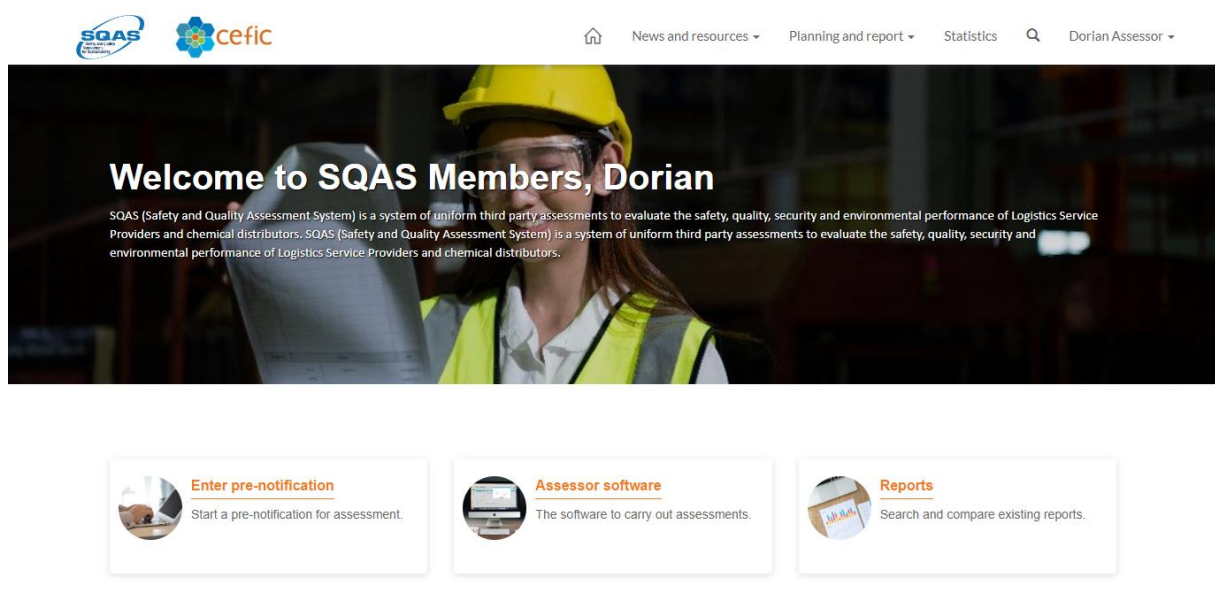 SQAS
cefic
News and resources
Planning and report
Statistics
Dorian Assessor
Welcome to SQAS Members, Dorian
SQAS (Safety and Quality Assessment System) is a system of uniform third party assessments to evaluate the safety, quality, security and environmental performance of Logistics Service
Providers and chemical distributors. SQAS (Safety and Quality Assessment System) is a system of uniform third party assessments to evaluate the safety, quality, security and
environmental performance of Logistics Service Providers and chemical distributors.
Enter pre-notification
Start a pre-notification for assessment.
Assessor software
The software to carry out assessments.
Reports
Search and compare existing reports.